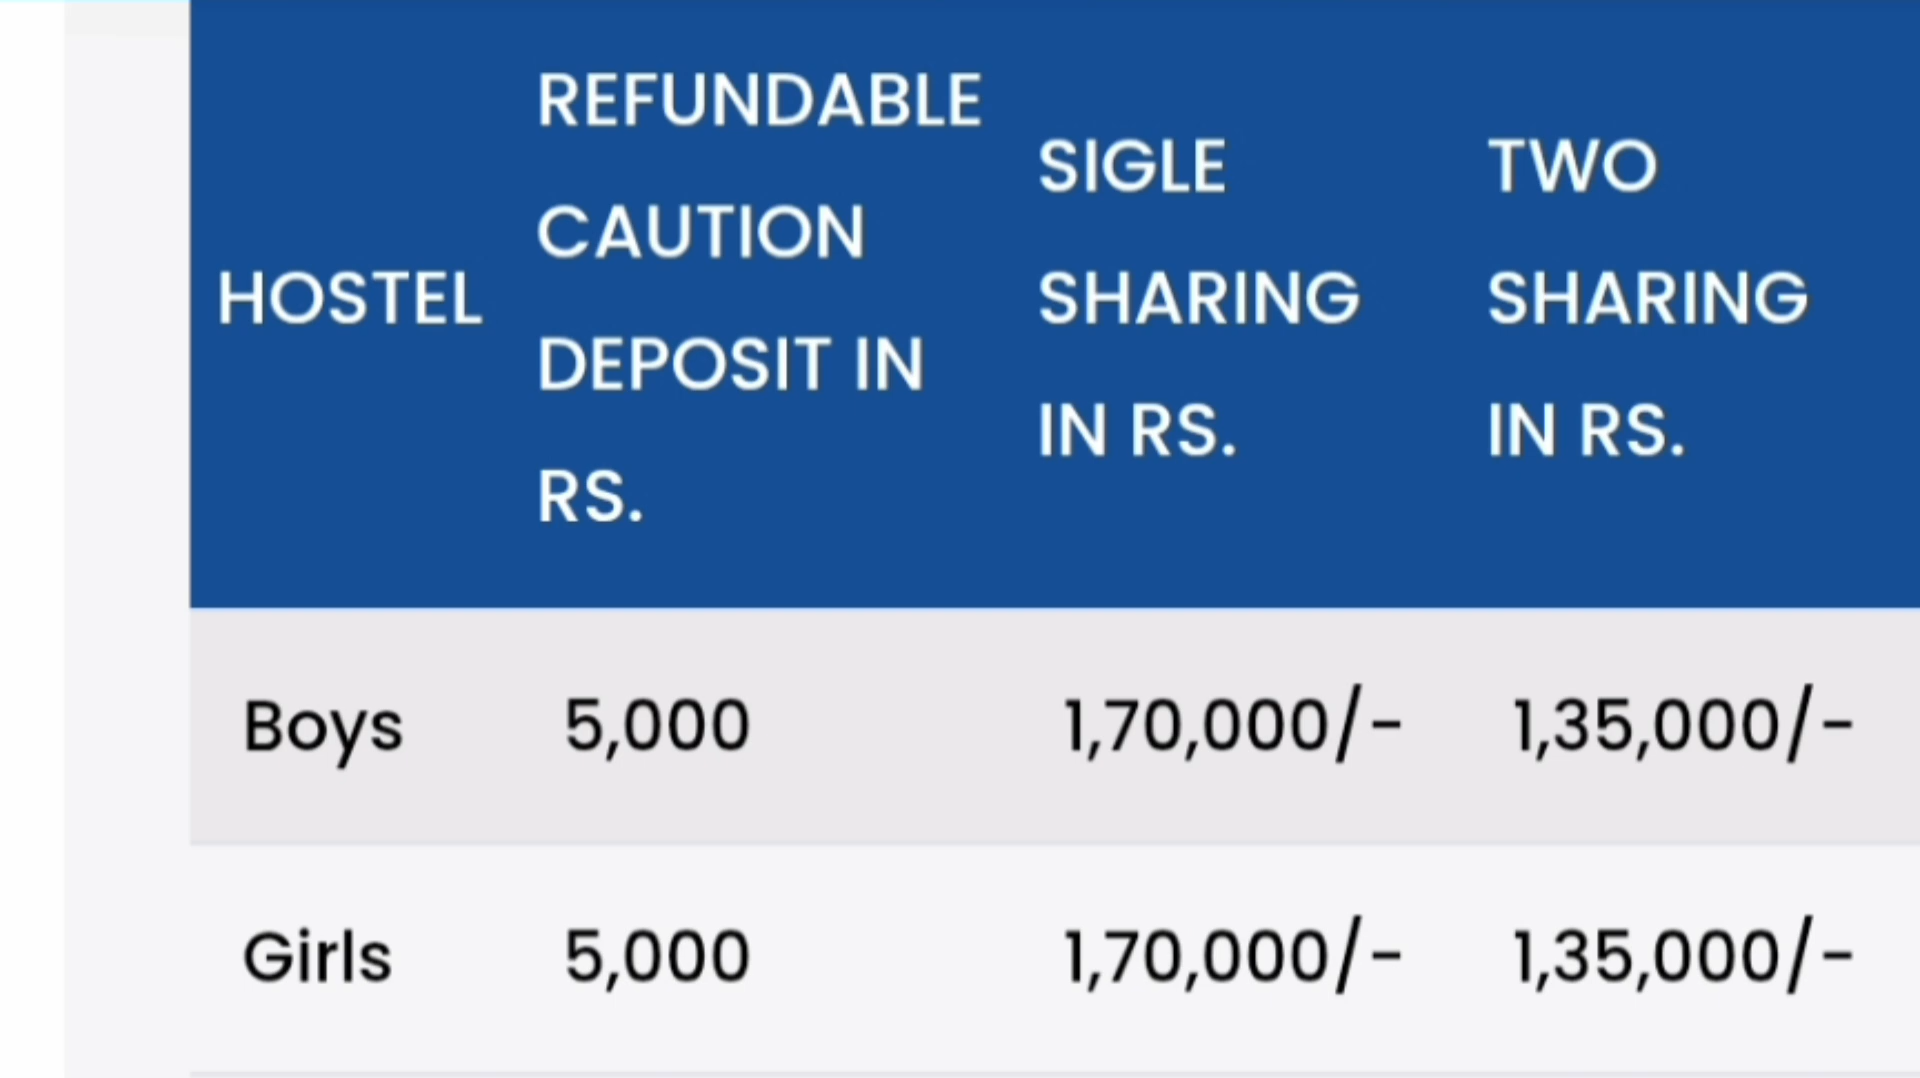 HOSTEL
REFUNDABLE
CAUTION
DEPOSIT IN
RS.
SIGLE
SHARING
IN RS.
TWO
SHARING
IN RS.
Boys 5,000 1,70,000/- 1,35,000/-
Girls 5,000 1,70,000/- 1,35,000/-